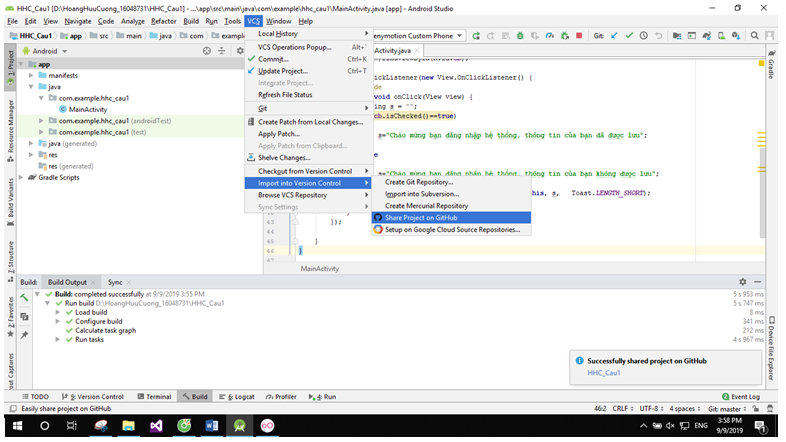 HHC_Cau1 [D:\HoangHuuCuong_16048731\HHC_Cau1] - ...\app\src\main\java\com\example\hhc_cau1\MainActivity.java [app] - Android Studio
File Edit View Navigate Code Analyze Refactor Build Run Tools VCS Window Help
HHC_Cau1 app src main java com enymotion Custom Phone Git:
Android Activity.java
app
manifests
java
com.example.hhc_cau1
MainActivity
com.example.hhc_cau1 (androidTest)
com.example.hhc_cau1 (test)
java (generated)
res
res (generated)
Gradle Scripts
1: Project
Resource Manager
Build Variants
Z: Structure
2: Favorites
out Captures
Local History
VCS Operations Popup... Alt+`
Commit... Ctrl+K
Update Project... Ctrl+T
Integrate Project...
Refresh File Status
Git
Create Patch from Local Changes...
Apply Patch...
Apply Patch from Clipboard...
Shelve Changes...
Checkout from Version Control
Import into Version Control
Browse VCS Repository
Sync Settings
Create Git Repository...
Import into Subversion...
Create Mercurial Repository
Share Project on GitHub
Setup on Google Cloud Source Repositories...
ckListener(new View.OnClickListener() {
de
void onClick(View view) {
ng s = "";
cb.isChecked()==true)
s="Chào mừng bạn đăng nhập hệ thống, thông tin của bạn đã được lưu";
e
s="Chào mừng bạn đăng nhập hệ thống, thông tin của bạn không được lưu";
his, s, Toast.LENGTH_SHORT);
42
43 });
44
45 }
46 }
47
MainActivity
Gradle
Device File Explorer
Build: Build Output Sync
Build: completed successfully at 9/9/2019 3:55 PM 5 s 953 ms
Run build D:\HoangHuuCuong_16048731\HHC_Cau1 5 s 747 ms
Load build 8 ms
Configure build 341 ms
Calculate task graph 212 ms
Run tasks 4 s 967 ms
Successfully shared project on GitHub
HHC_Cau1
TODO 9: Version Control Terminal Build 6: Logcat Profiler 4: Run Event Log
Easily share project on GitHub 46:2 CRLF UTF-8 4 spaces Git: master
ENG 3:58 PM
9/9/2019